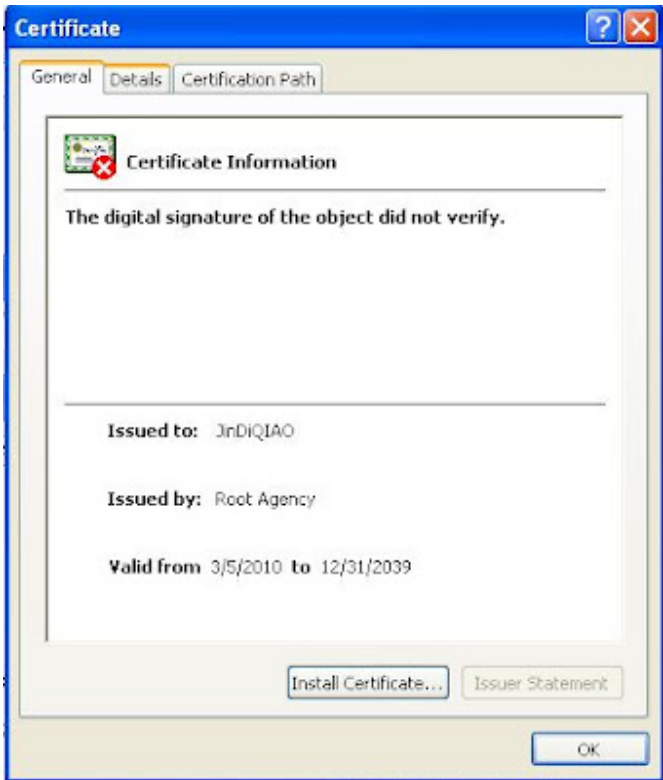 Certificate
General Details Certification Path
Certificate Information
The digital signature of the object did not verify.
Issued to: JinDiQIAO
Issued by: Root Agency
Valid from 3/5/2010 to 12/31/2039
Install Certificate... Issuer Statement
OK